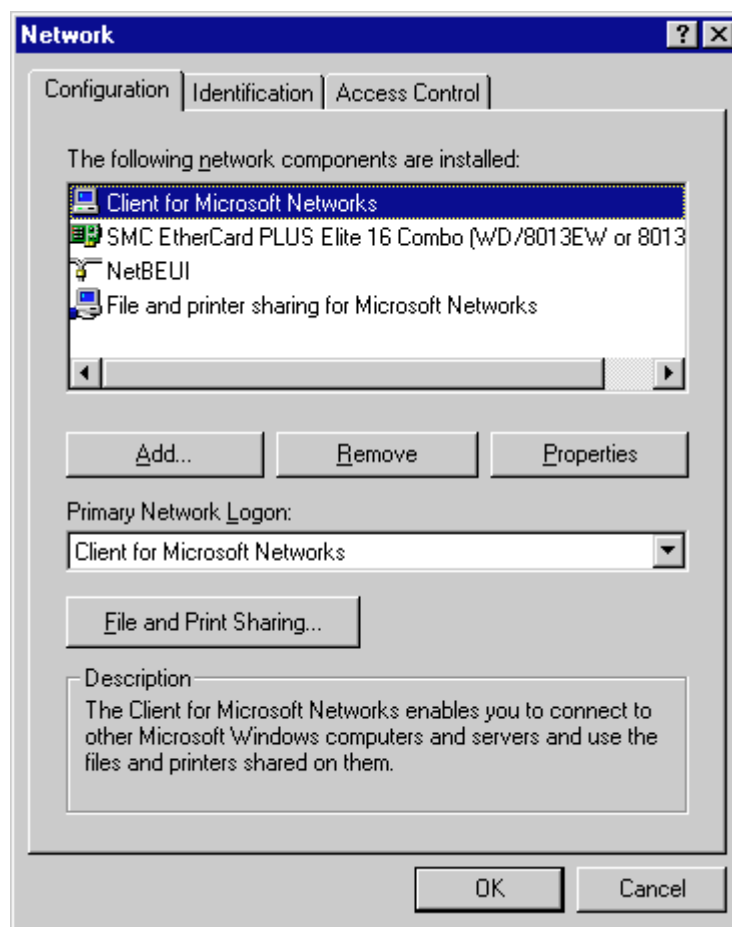 Network
Configuration Identification Access Control
The following network components are installed:
Client for Microsoft Networks
SMC EtherCard PLUS Elite 16 Combo (WD/8013EW or 8013
NetBEUI
File and printer sharing for Microsoft Networks
Add... Remove Properties
Primary Network Logon:
Client for Microsoft Networks
File and Print Sharing...
Description
The Client for Microsoft Networks enables you to connect to
other Microsoft Windows computers and servers and use the
files and printers shared on them.
OK Cancel